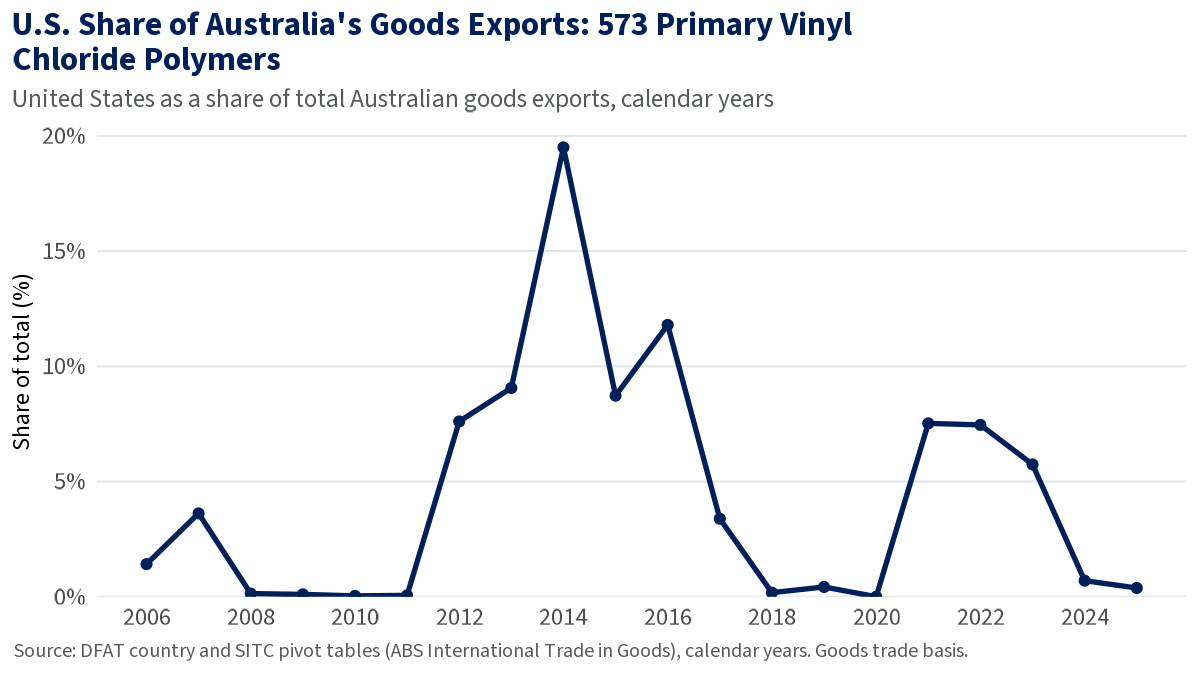 U.S. Share of Australia's Goods Exports: 573 Primary Vinyl
Chloride Polymers
United States as a share of total Australian goods exports, calendar years
Share of total (%)
20%
15%
10%
5%
0%
2006 2008 2010 2012 2014 2016 2018 2020 2022 2024
Source: DFAT country and SITC pivot tables (ABS International Trade in Goods), calendar years. Goods trade basis.